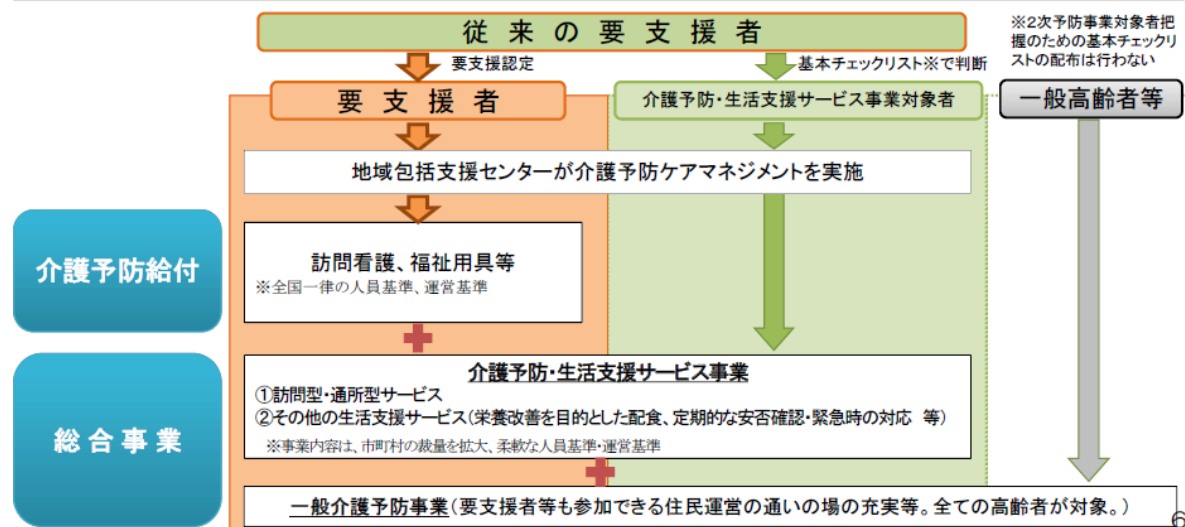 従来の要支援者
※2次予防事業対象者把
握のための基本チェックリ
ストの配布は行わない
要支援認定
基本チェックリスト※で判断
要支援者
介護予防・生活支援サービス事業対象者
一般高齢者等
地域包括支援センターが介護予防ケアマネジメントを実施
介護予防給付
訪問看護、福祉用具等
※全国一律の人員基準、運営基準
総合事業
介護予防・生活支援サービス事業
①訪問型・通所型サービス
②その他の生活支援サービス(栄養改善を目的とした配食、定期的な安否確認・緊急時の対応 等)
※事業内容は、市町村の裁量を拡大、柔軟な人員基準・運営基準
一般介護予防事業(要支援者等も参加できる住民運営の通いの場の充実等。全ての高齢者が対象。)
6